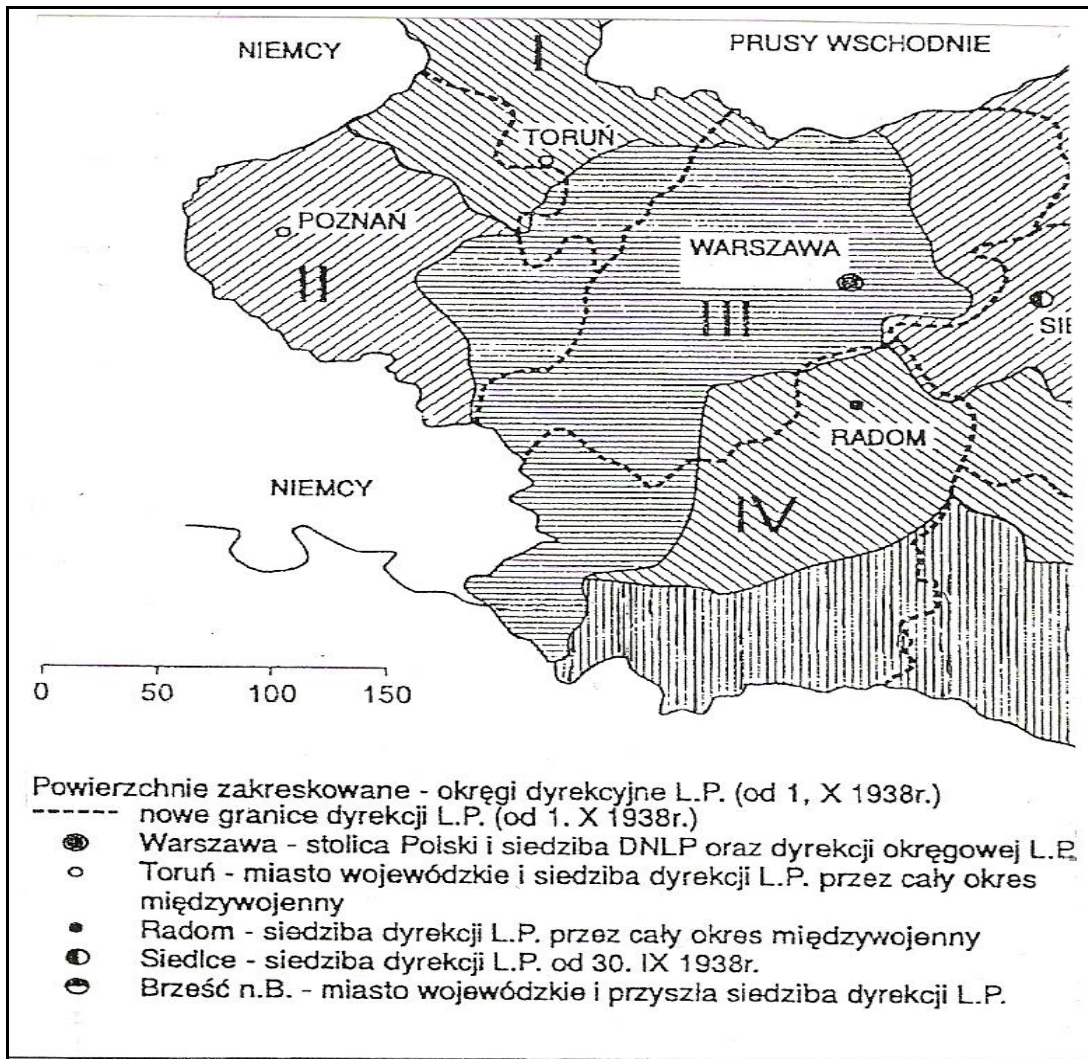 NIEMCY
I
PRUSY WSCHODNIE
TORUŃ
POZNAŃ
II
WARSZAWA
III
SIE
RADOM
NIEMCY
IV
0 50 100 150
Powierzchnie zakreskowane - okręgi dyrekcyjne L.P. (od 1, X 1938r.)
nowe granice dyrekcji L.P. (od 1. X 1938r.)
Warszawa - stolica Polski i siedziba DNLP oraz dyrekcji okręgowej L.P.
Toruń - miasto wojewódzkie i siedziba dyrekcji L.P. przez cały okres
międzywojenny
Radom - siedziba dyrekcji L.P. przez cały okres międzywojenny
Siedlce - siedziba dyrekcji L.P. od 30. IX 1938r.
Brześć n.B. - miasto wojewódzkie i przyszła siedziba dyrekcji L.P.